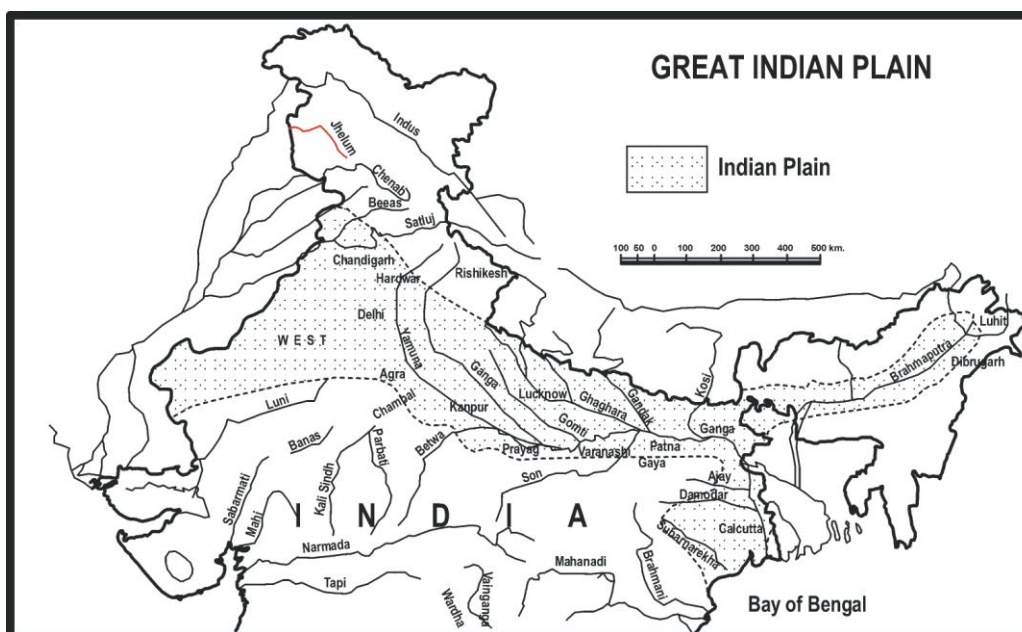 GREAT INDIAN PLAIN
Indian Plain
100 50 0 100 200 300 400 500 km.
Indus
Jhelum
Chenab
Beeas
Satluj
Chandigarh
Rishikesh
Hardwar
Delhi
WEST
Yamuna
Ganga
Agra
Luni
Chambal
Kanpur
Lucknow
Ghaghara
Gandak
Kosi
Gomti
Ganga
Brahmaputra
Luhit
Dibrugarh
Banas
Parbati
Betwa
Prayag
Varanashi
Patna
Gaya
Son
Ajay
Damodar
Calcutta
Subarnarekha
Sabarmati
Mahi
Kali Sindh
INDIA
Narmada
Tapi
Wardha
Vainganga
Mahanadi
Brahmani
Bay of Bengal